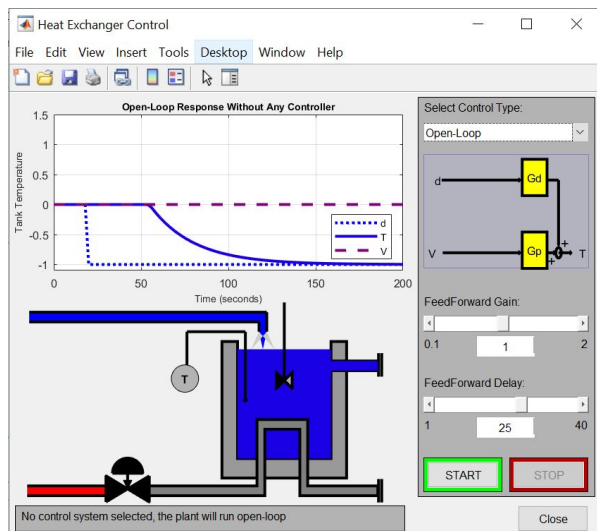 Heat Exchanger Control
File Edit View Insert Tools Desktop Window Help
Open-Loop Response Without Any Controller
1.5
1
0.5
0
-0.5
-1
Tank Temperature
d
T
V
0 50 100 150 200
Time (seconds)
T
No control system selected, the plant will run open-loop
Select Control Type:
Open-Loop
d
Gd
+
V
Gp
+
T
FeedForward Gain:
0.1 1 2
FeedForward Delay:
1 25 40
START STOP
Close